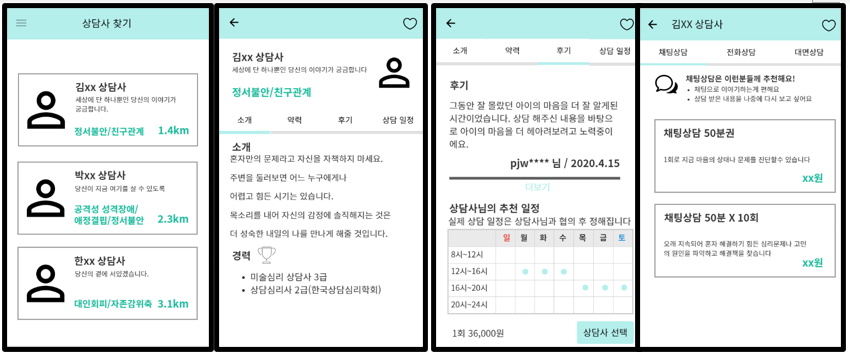 상담사 찾기
김xx 상담사
세상에 단 하나뿐인 당신의 이야기가
궁금합니다.
정서불안/친구관계
1.4km
박xx 상담사
당신이 지금 여기를 살 수 있도록
공격성 성격장애/
애정결핍/정서불안
2.3km
한xx 상담사
당신의 곁에 서있겠습니다.
대인회피/자존감위축
3.1km
김xx 상담사
세상에 단 하나뿐인 당신의 이야기가 궁금합니다
정서불안/친구관계
소개 약력 후기 상담 일정
소개
혼자만의 문제라고 자신을 자책하지 마세요.
주변을 둘러보면 어느 누구에게나
어렵고 힘든 시기는 있습니다.
목소리를 내어 자신의 감정에 솔직해지는 것은
더 성숙한 내일의 나를 만나게 해줄 것입니다.
경력
• 미술심리 상담사 3급
• 상담심리사 2급(한국상담심리학회)
소개 약력 후기 상담 일정
후기
그동안 잘 몰랐던 아이의 마음을 더 잘 알게된
시간이었습니다. 상담 해주신 내용을 바탕으
로 아이의 마음을 더 헤아려보려고 노력중이
에요.
pjw**** 님 / 2020.4.15
더보기
상담사님의 추천 일정
실제 상담 일정은 상담사님과 협의 후 정해집니다
일 월 화 수 목 금 토
8시~12시
12시~16시
16시~20시
20시~24시
1회 36,000원
상담사 선택
김XX 상담사
채팅상담 전화상담 대면상담
채팅상담은 이런분들께 추천해요!
• 채팅으로 이야기하는게 편해요
• 상담 받은 내용을 나중에 다시 보고 싶어요
채팅상담 50분권
1회로 지금 마음의 상태나 문제를 진단할수 있습니다
xx원
채팅상담 50분 X 10회
오래 지속되어 혼자 해결하기 힘든 심리문제나 고민
의 원인을 파악하고 해결책을 찾습니다
xx원